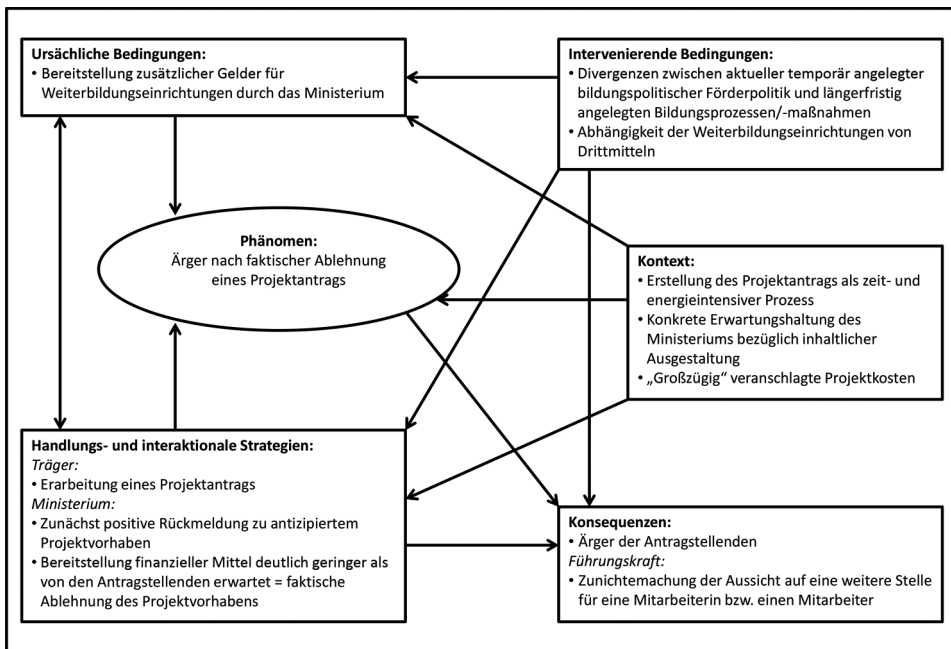 Ursächliche Bedingungen:
• Bereitstellung zusätzlicher Gelder für
Weiterbildungseinrichtungen durch das Ministerium
Intervenierende Bedingungen:
• Divergenzen zwischen aktueller temporär angelegter
bildungspolitischer Förderpolitik und längerfristig
angelegten Bildungsprozessen/-maßnahmen
• Abhängigkeit der Weiterbildungseinrichtungen von
Drittmitteln
Phänomen:
Ärger nach faktischer Ablehnung
eines Projektantrags
Kontext:
• Erstellung des Projektantrags als zeit- und
energieintensiver Prozess
• Konkrete Erwartungshaltung des
Ministeriums bezüglich inhaltlicher
Ausgestaltung
• „Großzügig“ veranschlagte Projektkosten
Handlungs- und interaktionale Strategien:
Träger:
• Erarbeitung eines Projektantrags
Ministerium:
• Zunächst positive Rückmeldung zu antizipiertem
Projektvorhaben
• Bereitstellung finanzieller Mittel deutlich geringer als
von den Antragstellenden erwartet = faktische
Ablehnung des Projektvorhabens
Konsequenzen:
• Ärger der Antragstellenden
Führungskraft:
• Zunichtemachung der Aussicht auf eine weitere Stelle
für eine Mitarbeiterin bzw. einen Mitarbeiter